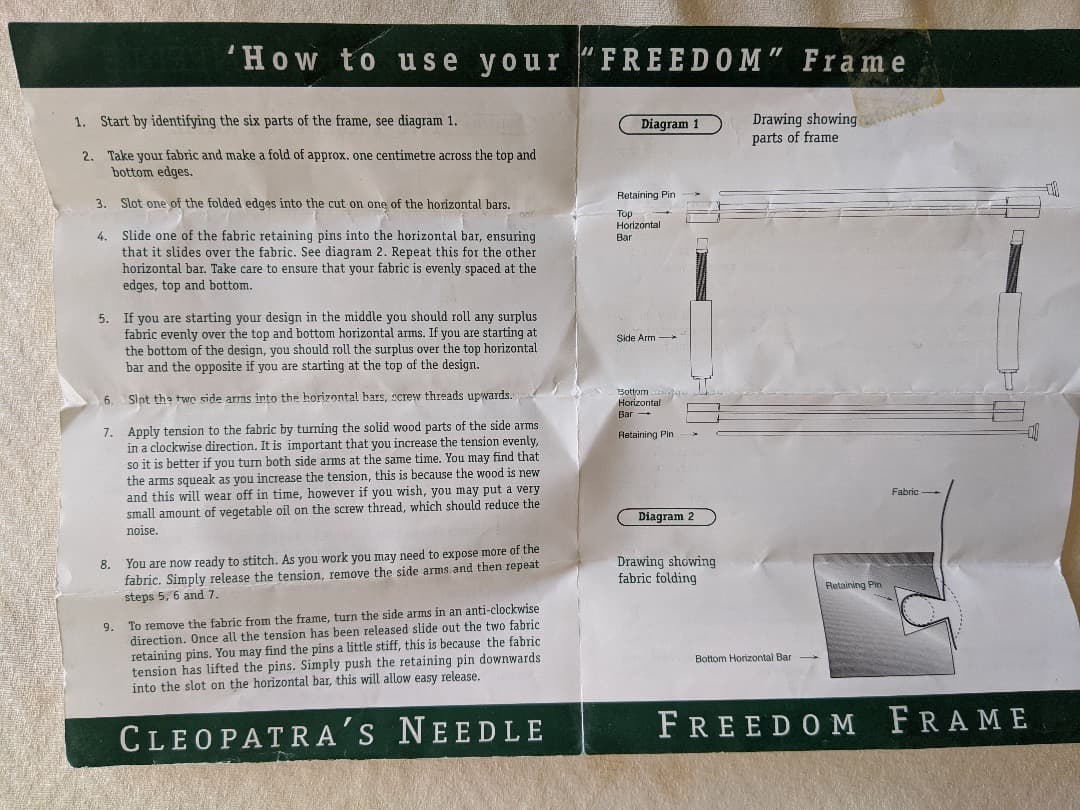 'How to use your "FREEDOM" Frame
1. Start by identifying the six parts of the frame, see diagram 1.
2. Take your fabric and make a fold of approx. one centimetre across the top and
bottom edges.
3. Slot one of the folded edges into the cut on one of the horizontal bars.
4. Slide one of the fabric retaining pins into the horizontal bar, ensuring
that it slides over the fabric. See diagram 2. Repeat this for the other
horizontal bar. Take care to ensure that your fabric is evenly spaced at the
edges, top and bottom.
5. If you are starting your design in the middle you should roll any surplus
fabric evenly over the top and bottom horizontal arms. If you are starting at
the bottom of the design, you should roll the surplus over the top horizontal
bar and the opposite if you are starting at the top of the design.
6. Slot the two side arms into the horizontal bars, screw threads upwards.
7. Apply tension to the fabric by turning the solid wood parts of the side arms
in a clockwise direction. It is important that you increase the tension evenly,
so it is better if you turn both side arms at the same time. You may find that
the arms squeak as you increase the tension, this is because the wood is new
and this will wear off in time, however if you wish, you may put a very
small amount of vegetable oil on the screw thread, which should reduce the
noise.
8. You are now ready to stitch. As you work you may need to expose more of the
fabric. Simply release the tension, remove the side arms and then repeat
steps 5, 6 and 7.
9. To remove the fabric from the frame, turn the side arms in an anti-clockwise
direction. Once all the tension has been released slide out the two fabric
retaining pins. You may find the pins a little stiff, this is because the fabric
tension has lifted the pins. Simply push the retaining pin downwards
into the slot on the horizontal bar, this will allow easy release.
Diagram 1
Drawing showing
parts of frame
Retaining Pin
Top
Horizontal
Bar
Side Arm
Bottom
Horizontal
Bar
Retaining Pin
Diagram 2
Drawing showing
fabric folding
Fabric
Retaining Pin
Bottom Horizontal Bar
CLEOPATRA'S NEEDLE
FREEDOM FRAME